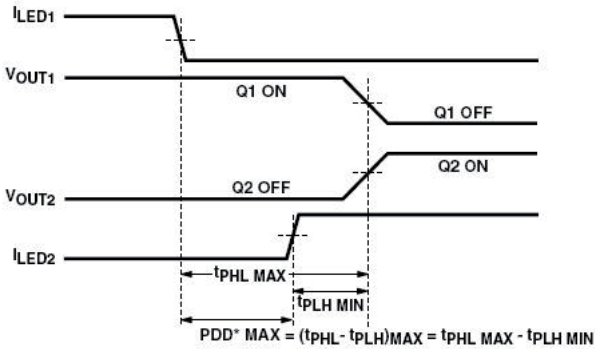 ILED1
VOUT1
Q1 ON
Q1 OFF
Q2 ON
Q2 OFF
VOUT2
ILED2
tPHL MAX
tPLH MIN
PDD* MAX = (tPHL- tPLH)MAX = tPHL MAX - tPLH MIN